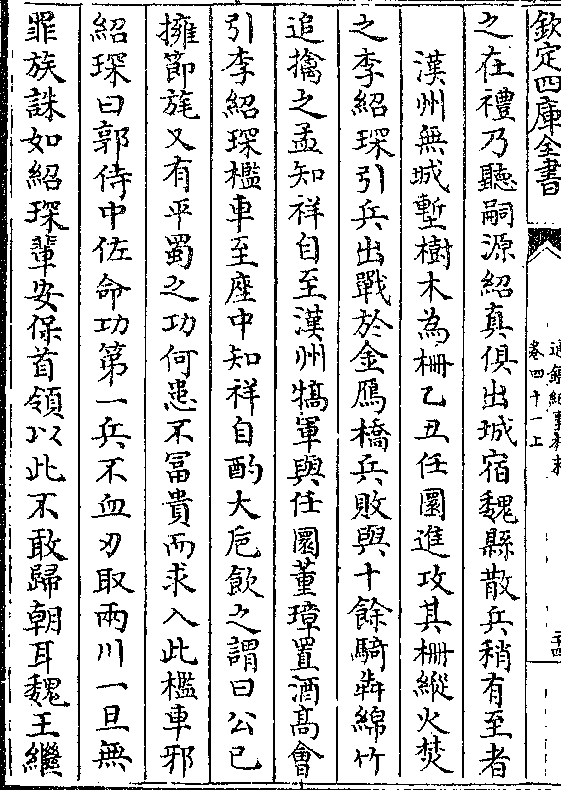 欽定四庫全書
通鑑紀事本末
卷四十一上
之在禮乃聽嗣源紹真俱出城宿魏縣散兵稍有至者
漢州無城塹樹木為柵乙丑任圜進攻其柵縱火焚
之李紹琛引兵出戰於金鴈橋兵敗與十餘騎犇綿竹
追擒之孟知祥自至漢州犒軍與任圜董璋置酒髙會
引李紹琛檻車至座中知祥自酌大巵飲之謂曰公已
擁節旄又有平蜀之功何患不冨貴而求入此檻車邪
紹琛曰郭侍中佐命功第一兵不血刃取兩川一旦無
罪族誅如紹琛輩安保首領以此不敢歸朝耳魏王繼